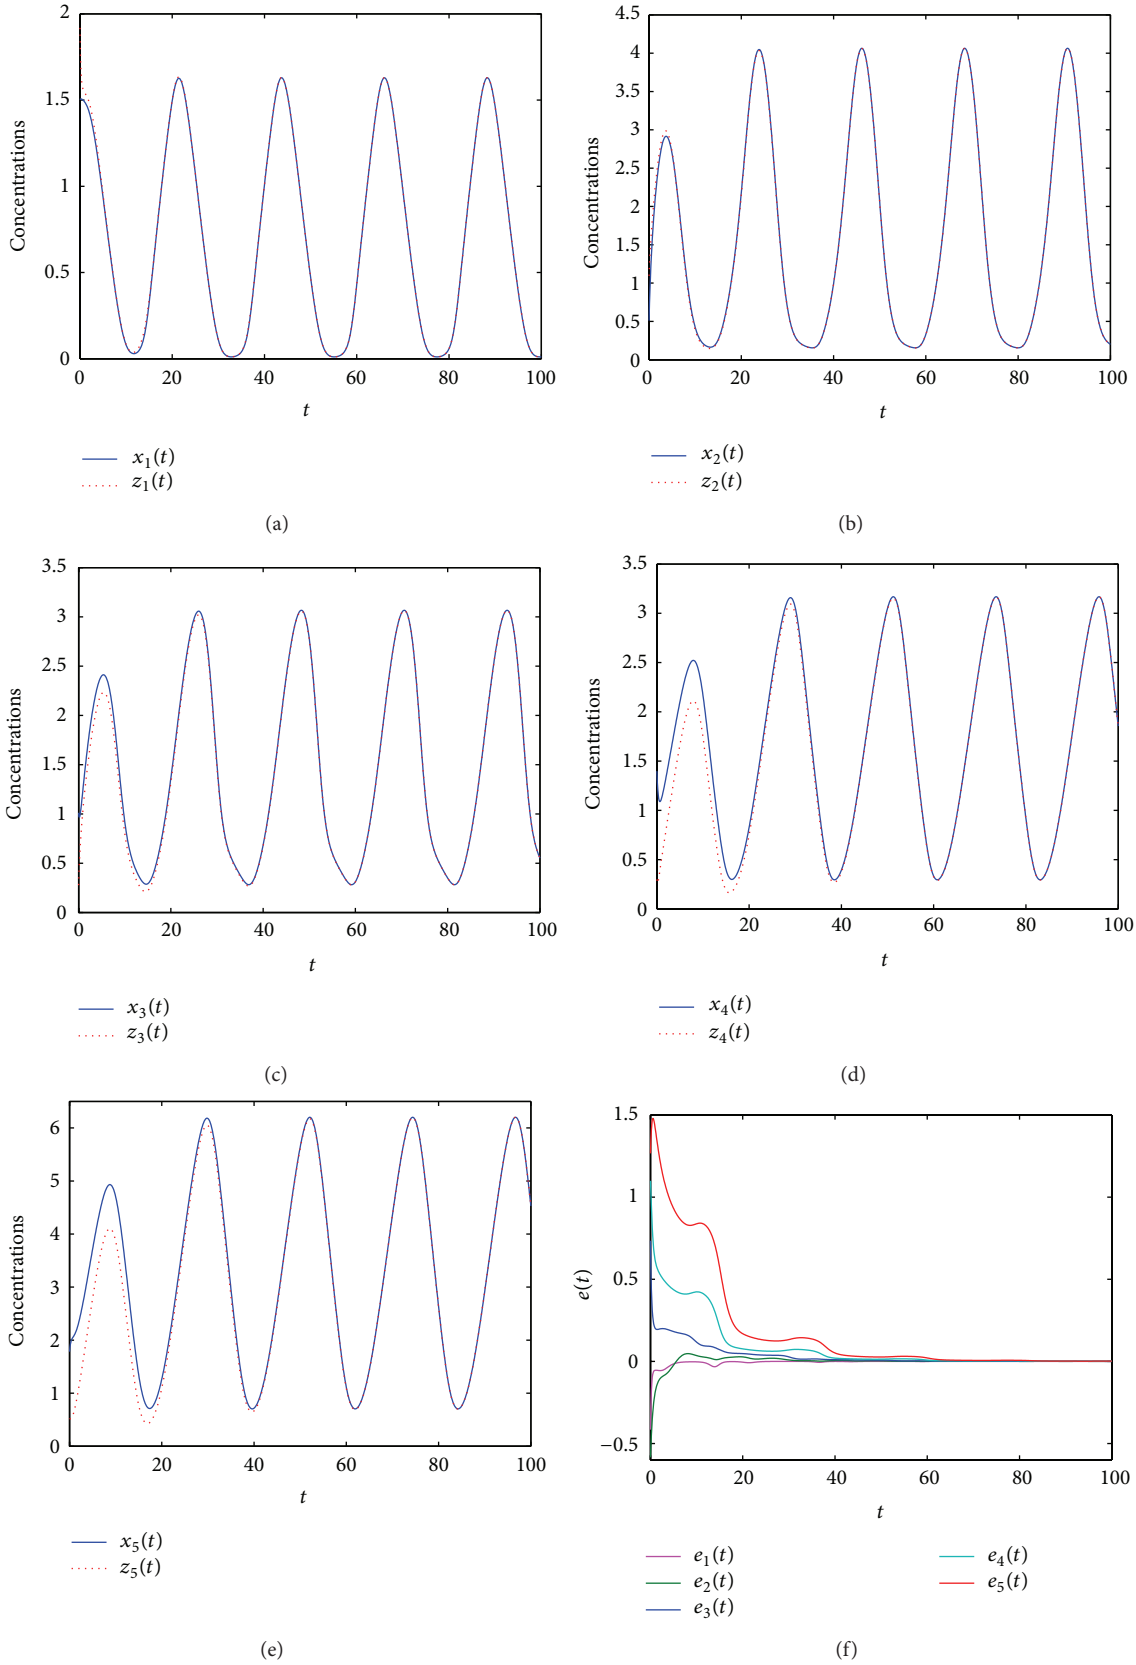 2
1.5
1
0.5
0
0 20 40 60 80 100
Concentrations
t
x1(t)
z1(t)
(a)
4.5
4
3.5
3
2.5
2
1.5
1
0.5
0
0 20 40 60 80 100
Concentrations
t
x2(t)
z2(t)
(b)
3.5
3
2.5
2
1.5
1
0.5
0
0 20 40 60 80 100
Concentrations
t
x3(t)
z3(t)
(c)
3.5
3
2.5
2
1.5
1
0.5
0
0 20 40 60 80 100
Concentrations
t
x4(t)
z4(t)
(d)
6
5
4
3
2
1
0
0 20 40 60 80 100
Concentrations
t
x5(t)
z5(t)
(e)
1.5
1
0.5
0
−0.5
0 20 40 60 80 100
e(t)
t
e1(t)
e2(t)
e3(t)
e4(t)
e5(t)
(f)